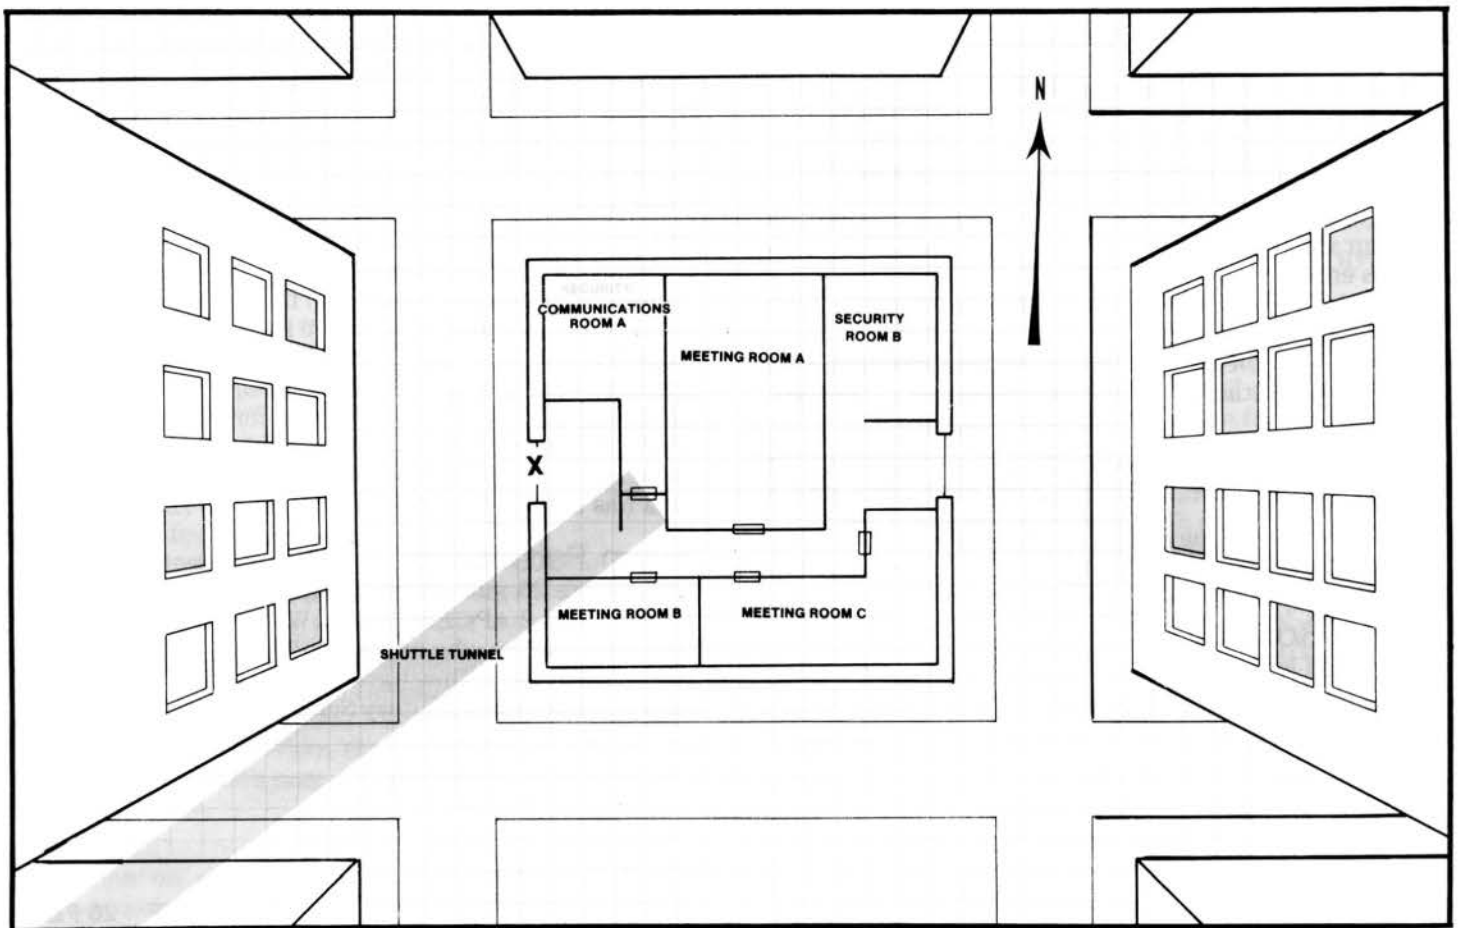 N
COMMUNICATIONS
ROOM A
SECURITY
ROOM B
MEETING ROOM A
X
MEETING ROOM B
MEETING ROOM C
SHUTTLE TUNNEL